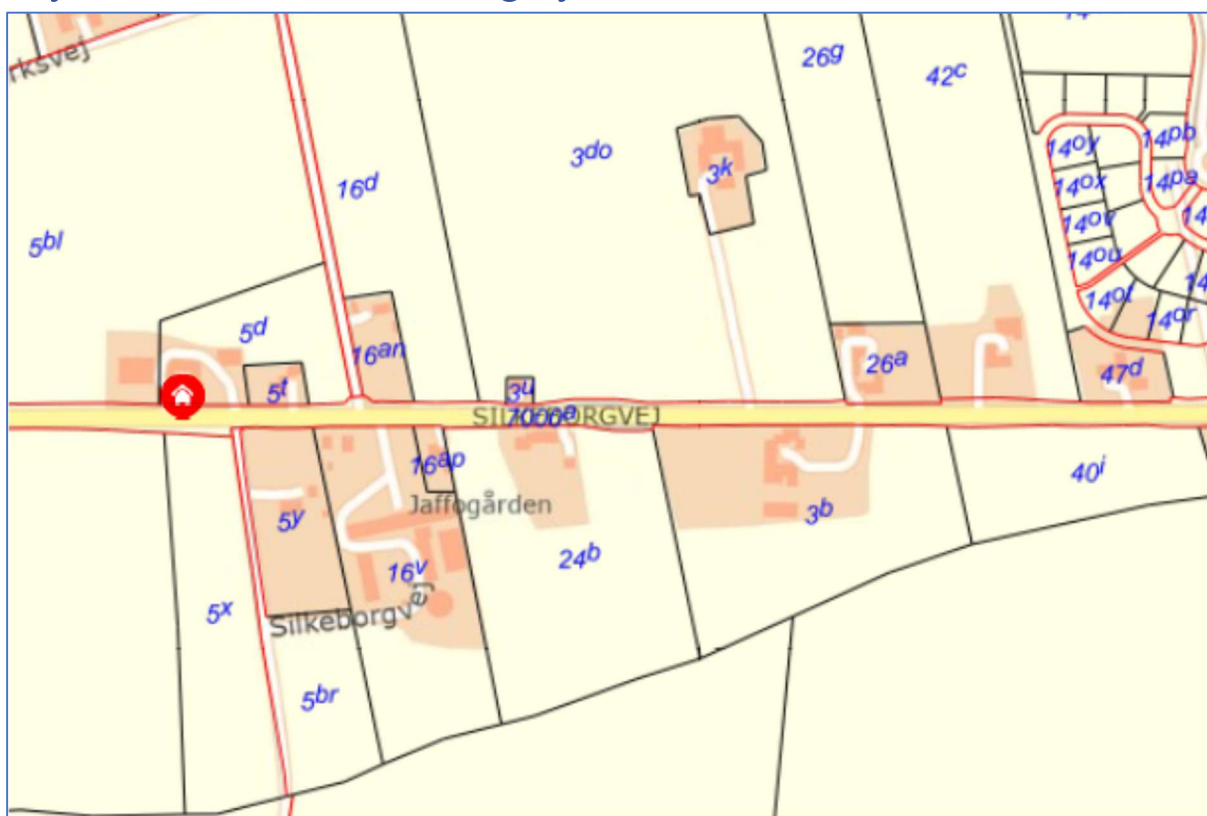 rksvej
26g
42c
3do
3k
14oy
14pb
14ox
14pa
14ov
14ou
14ot
14or
16d
5bl
5d
16an
5t
3u
26a
47d
7000a
SILKEBORGVEJ
16ap
Jaffogården
5y
24b
3b
40i
16v
5x
Silkeborgvej
5br